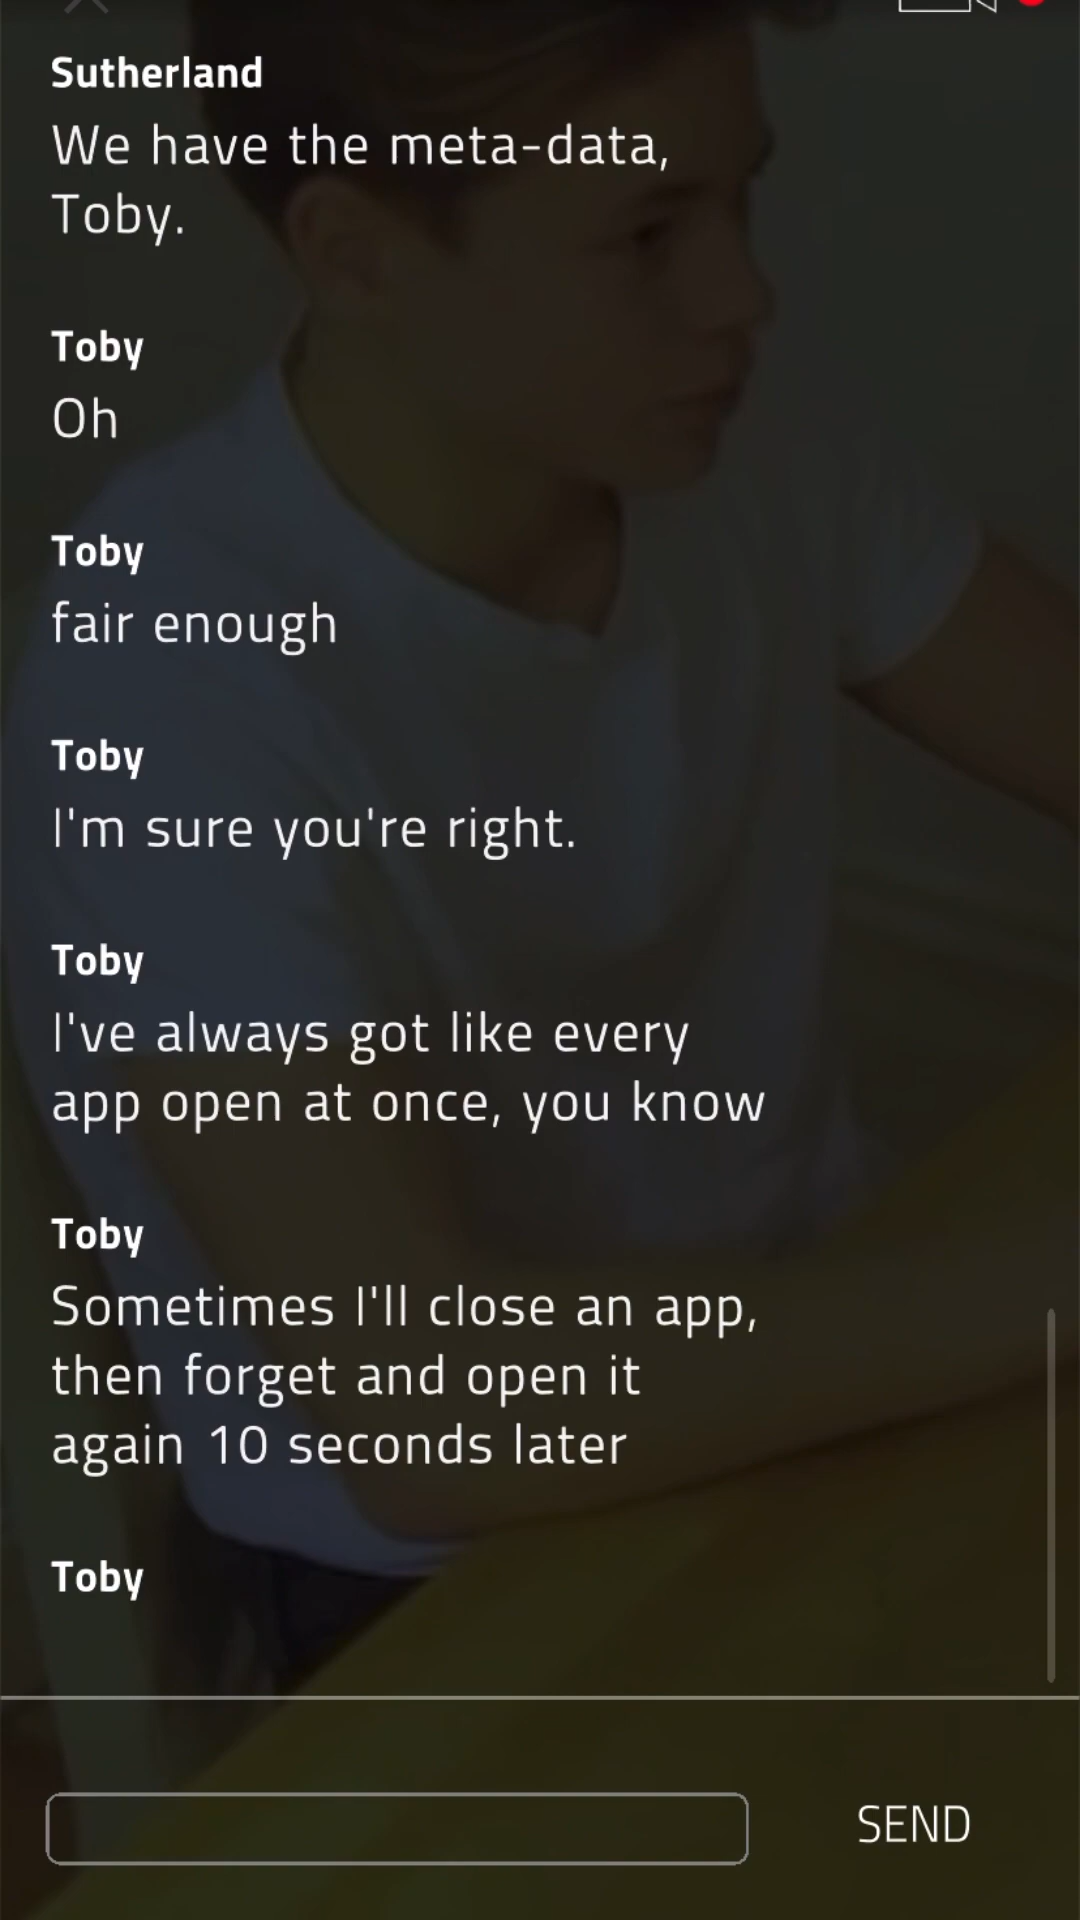 Sutherland
We have the meta-data,
Toby.
Toby
Oh
Toby
fair enough
Toby
I'm sure you're right.
Toby
I've always got like every
app open at once, you know
Toby
Sometimes I'll close an app,
then forget and open it
again 10 seconds later
Toby
SEND